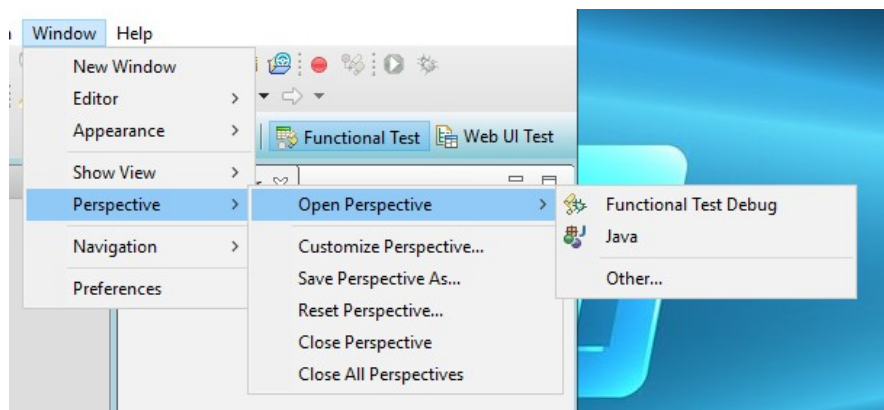 Window Help
New Window
Editor
Appearance
Functional Test Web UI Test
Show View
Perspective
Open Perspective
Functional Test Debug
Java
Navigation
Customize Perspective...
Other...
Save Perspective As...
Preferences
Reset Perspective...
Close Perspective
Close All Perspectives